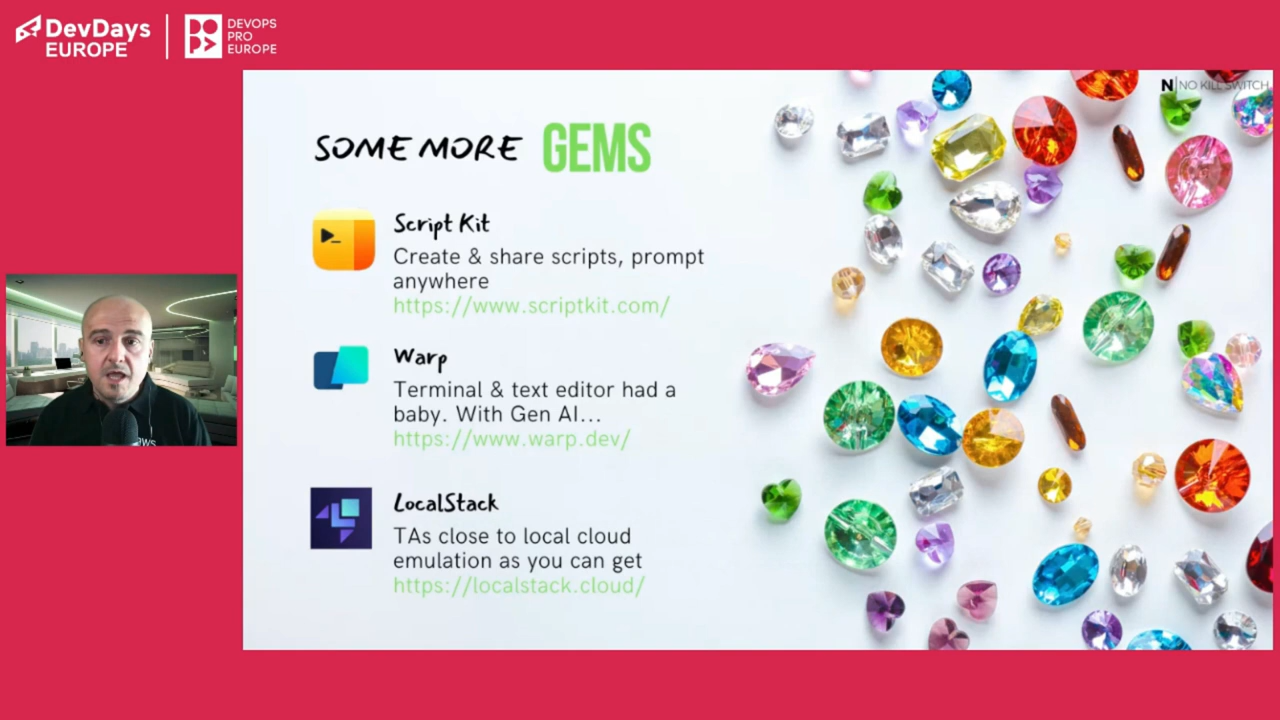 DevDays
EUROPE
DEVOPS
PRO
EUROPE
N|NO KILL SWITCH
SOME MORE GEMS
Script Kit
Create & share scripts, prompt
anywhere
https://www.scriptkit.com/
Warp
Terminal & text editor had a
baby. With Gen AI...
https://www.warp.dev/
LocalStack
TAs close to local cloud
emulation as you can get
https://localstack.cloud/